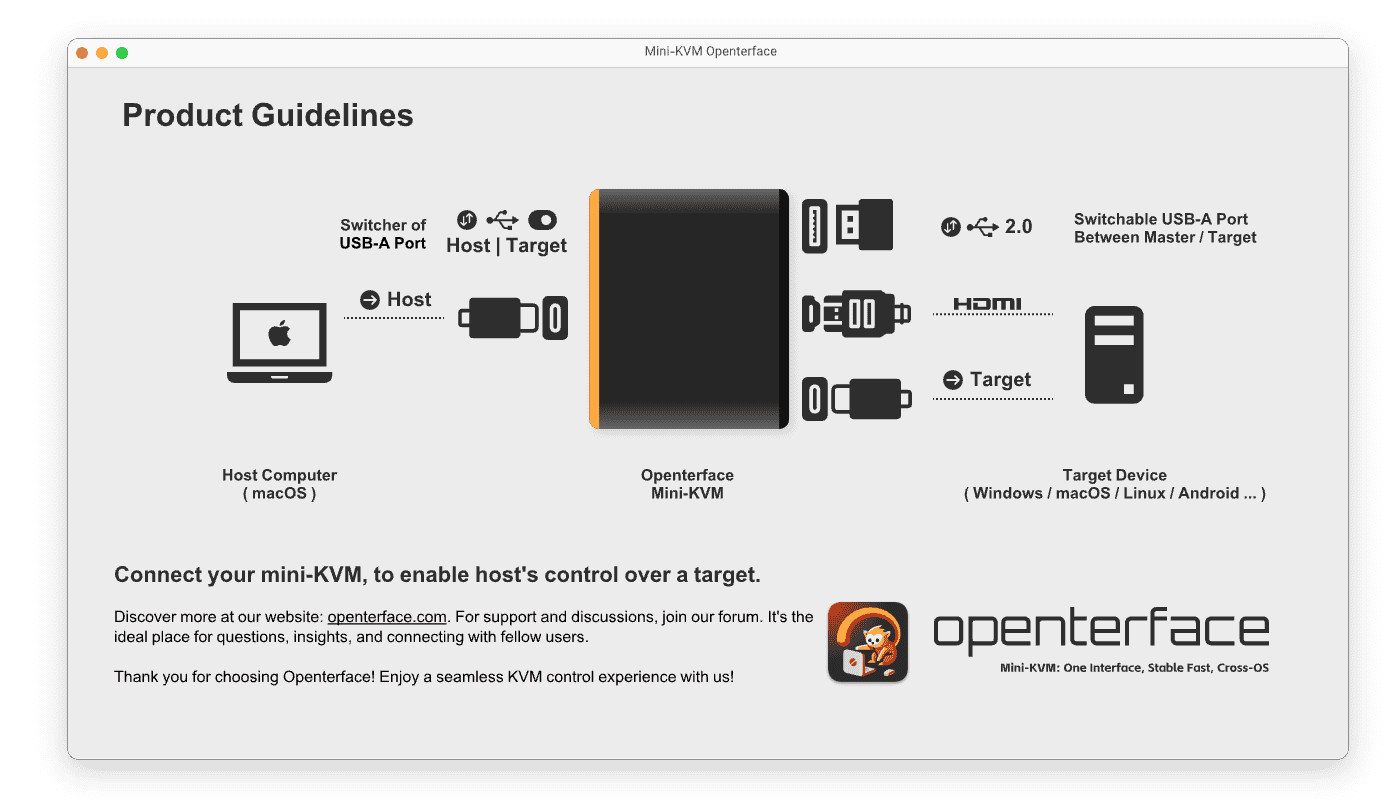 Mini-KVM Openterface
Product Guidelines
Switcher of
USB-A Port
Host | Target
2.0
Switchable USB-A Port
Between Master / Target
Host
HDMI
Target
Host Computer
( macOS )
Openterface
Mini-KVM
Target Device
( Windows / macOS / Linux / Android ... )
Connect your mini-KVM, to enable host's control over a target.
Discover more at our website: openterface.com. For support and discussions, join our forum. It's the
ideal place for questions, insights, and connecting with fellow users.
Thank you for choosing Openterface! Enjoy a seamless KVM control experience with us!
openterface
Mini-KVM: One Interface, Stable Fast, Cross-OS